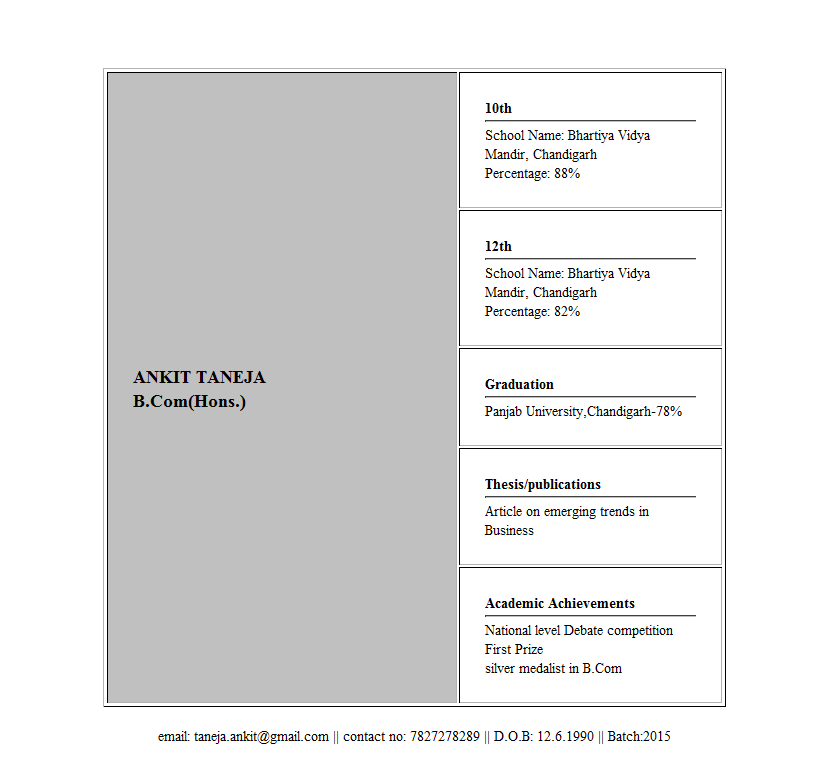 ANKIT TANEJA
B.Com(Hons.)
10th
School Name: Bhartiya Vidya
Mandir, Chandigarh
Percentage: 88%
12th
School Name: Bhartiya Vidya
Mandir, Chandigarh
Percentage: 82%
Graduation
Panjab University,Chandigarh-78%
Thesis/publications
Article on emerging trends in
Business
Academic Achievements
National level Debate competition
First Prize
silver medalist in B.Com
email: taneja.ankit@gmail.com || contact no: 7827278289 || D.O.B: 12.6.1990 || Batch:2015